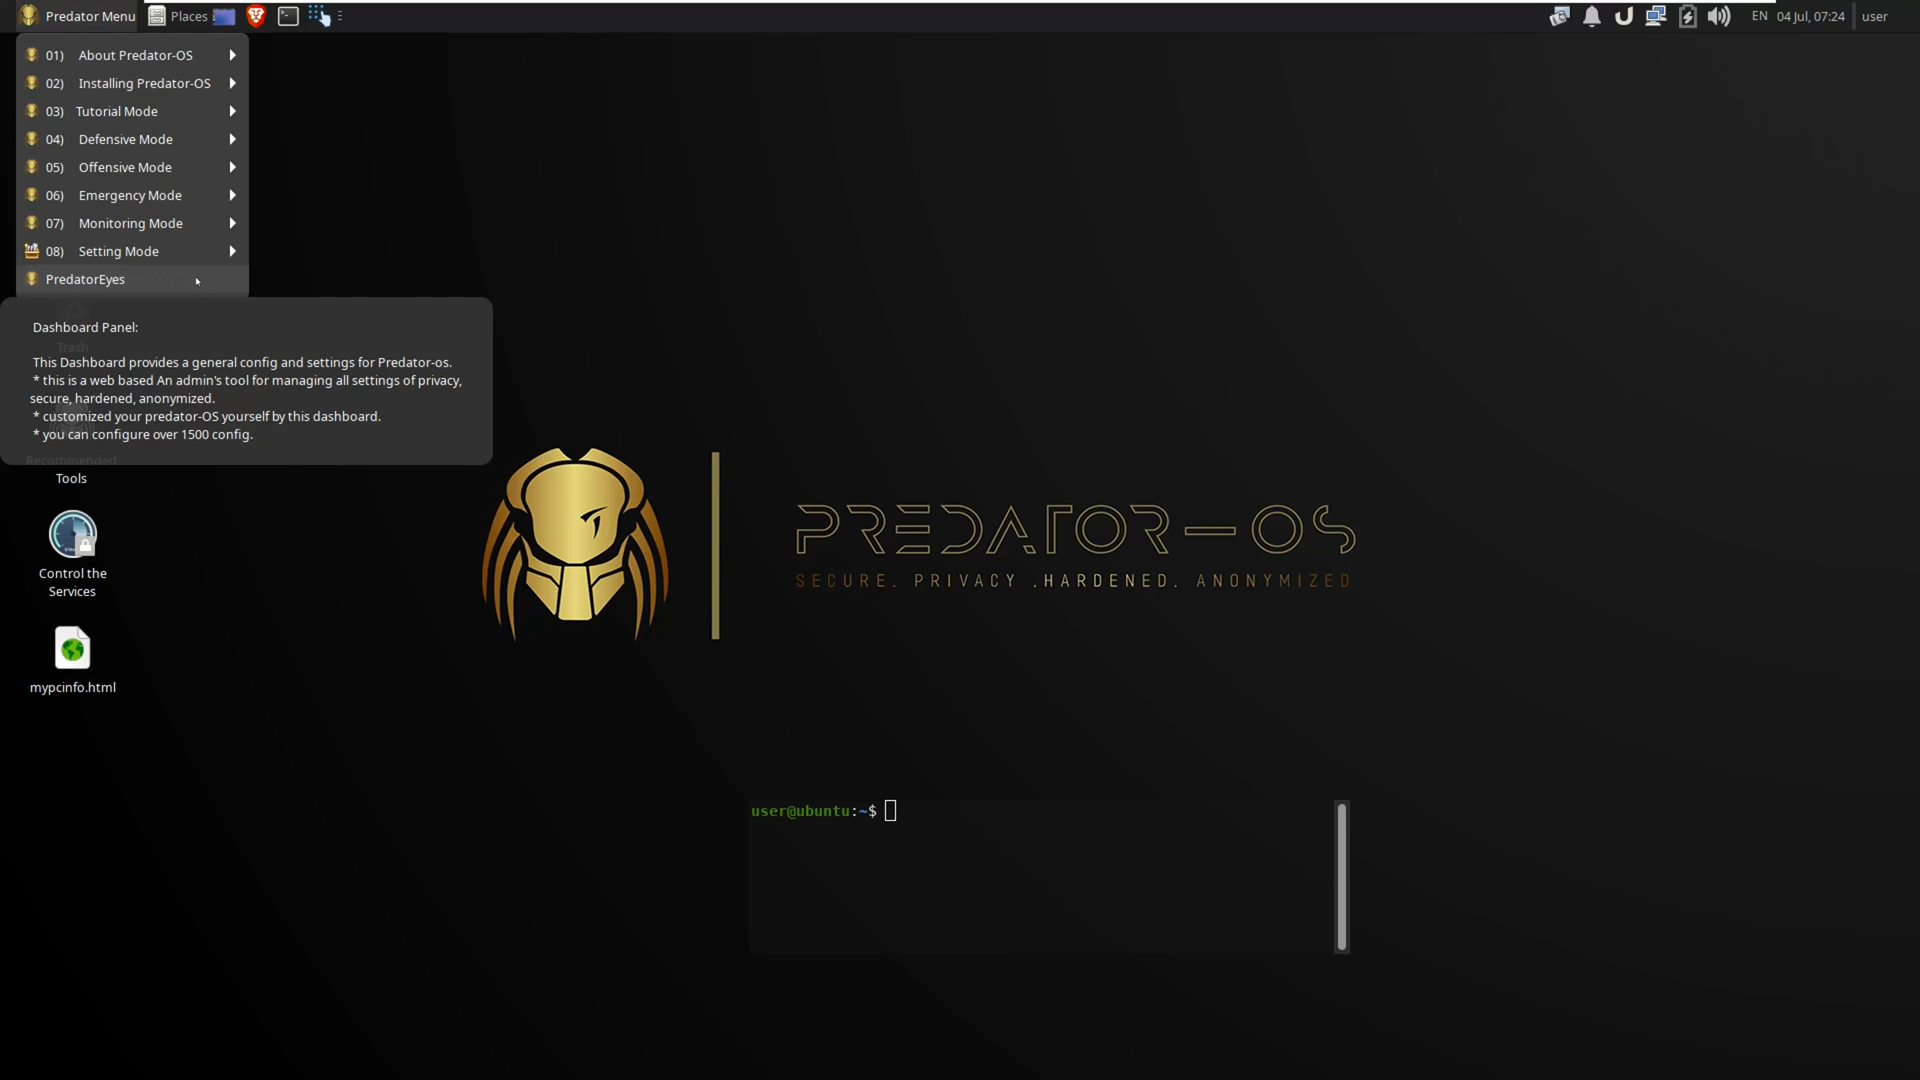 Predator Menu
Places
EN
04 Jul, 07:24
user
01) About Predator-OS
02) Installing Predator-OS
03) Tutorial Mode
04) Defensive Mode
05) Offensive Mode
06) Emergency Mode
07) Monitoring Mode
08) Setting Mode
PredatorEyes
Dashboard Panel:
Trash
This Dashboard provides a general config and settings for Predator-os.
* this is a web based An admin's tool for managing all settings of privacy,
secure, hardened, anonymized.
* customized your predator-OS yourself by this dashboard.
* you can configure over 1500 config.
Recommended
Tools
Control the
Services
mypcinfo.html
PREDATOR-OS
SECURE. PRIVACY .HARDENED. ANONYMIZED
user@ubuntu:~$